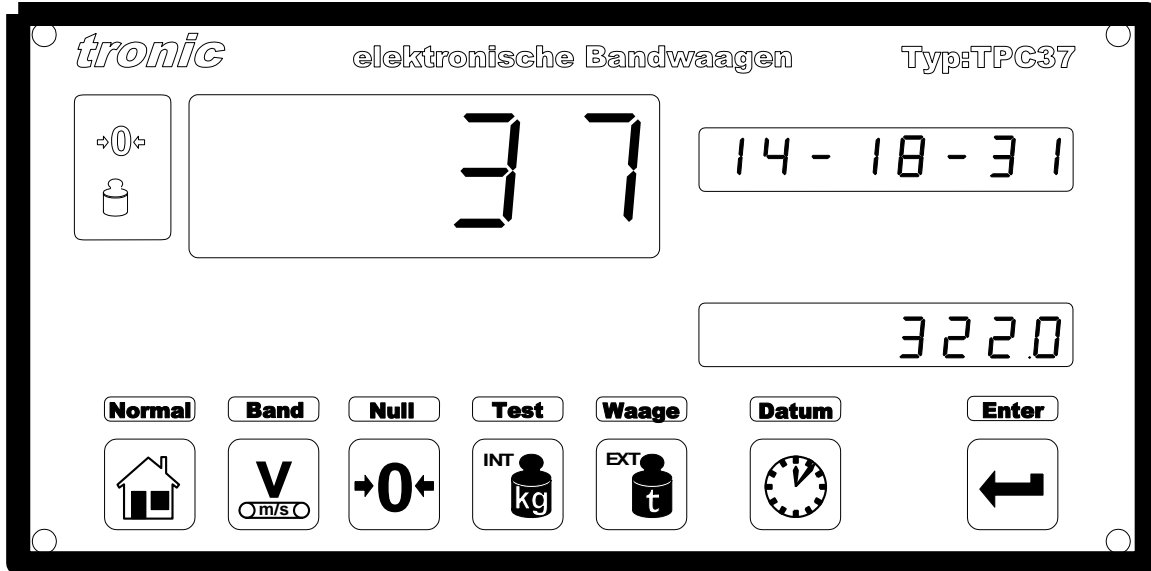 tronic elektronische Bandwaagen Typ:TPC37
→0←
37
14-18-31
322.0
Normal Band Null Test Waage Datum Enter
V m/s →0← INT kg EXT t